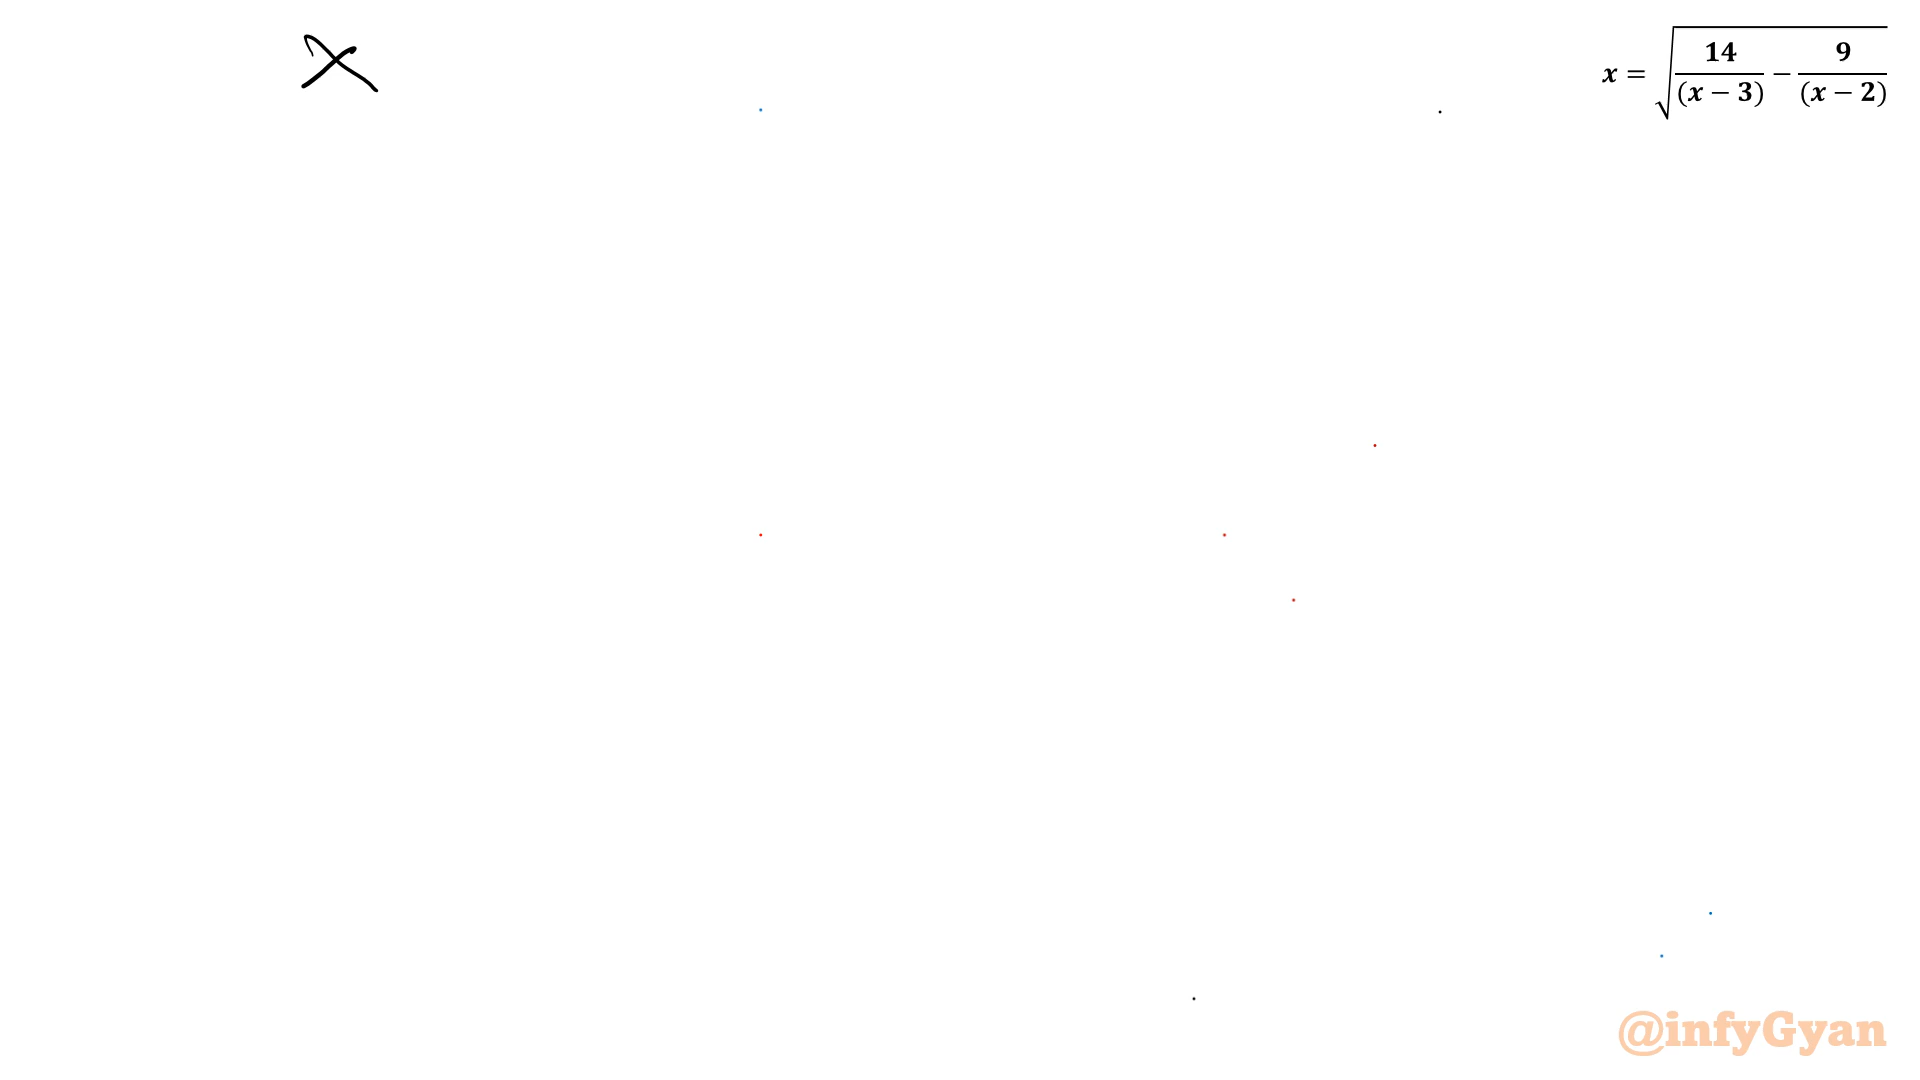 x
x = √(14/(x − 3) − 9/(x − 2))
@infyGyan